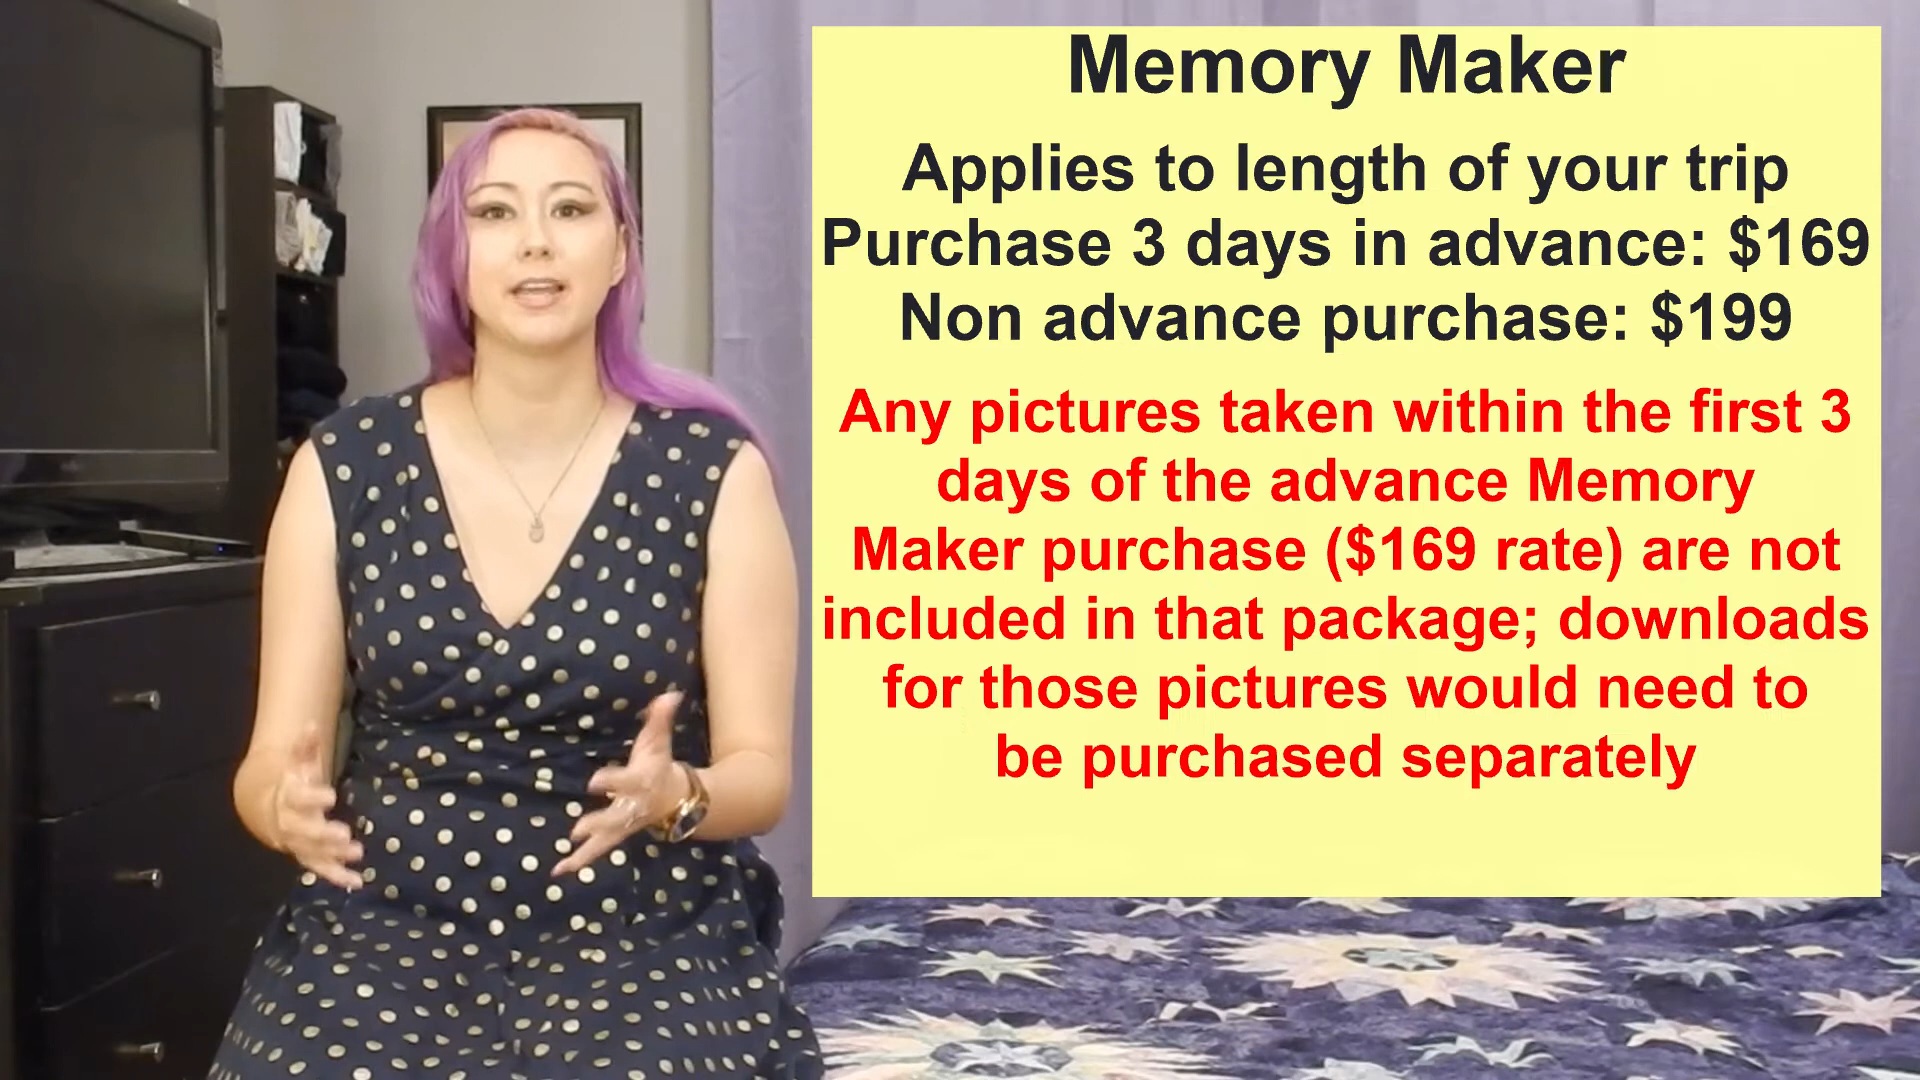 Memory Maker
Applies to length of your trip
Purchase 3 days in advance: $169
Non advance purchase: $199
Any pictures taken within the first 3
days of the advance Memory
Maker purchase ($169 rate) are not
included in that package; downloads
for those pictures would need to
be purchased separately